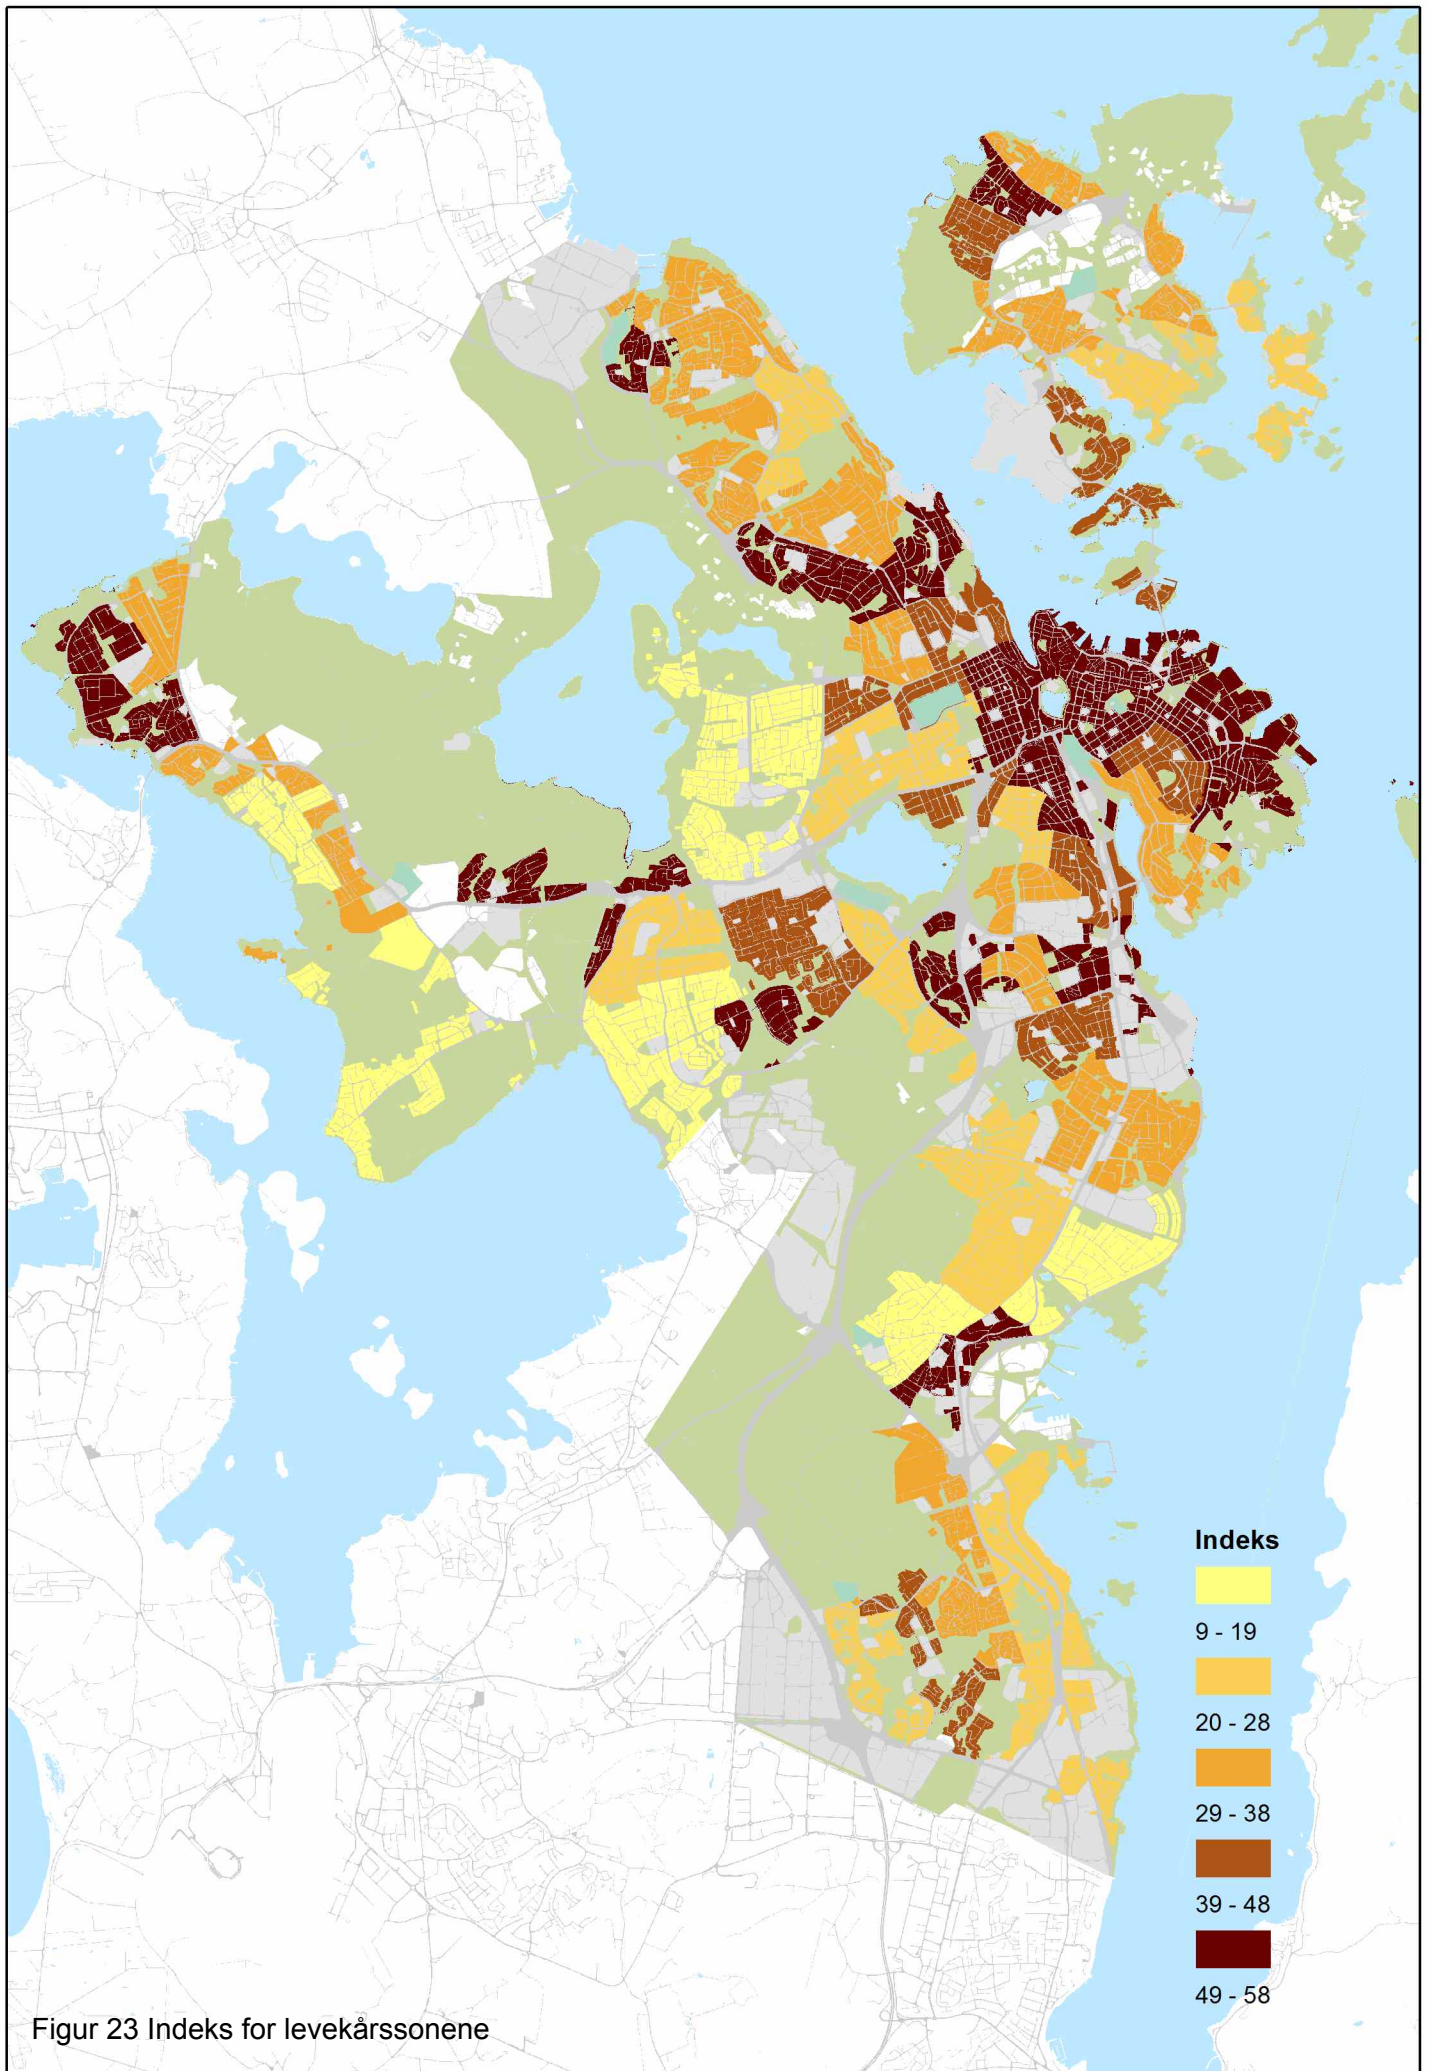 Indeks
9 - 19
20 - 28
29 - 38
39 - 48
49 - 58
Figur 23 Indeks for levekårssonene